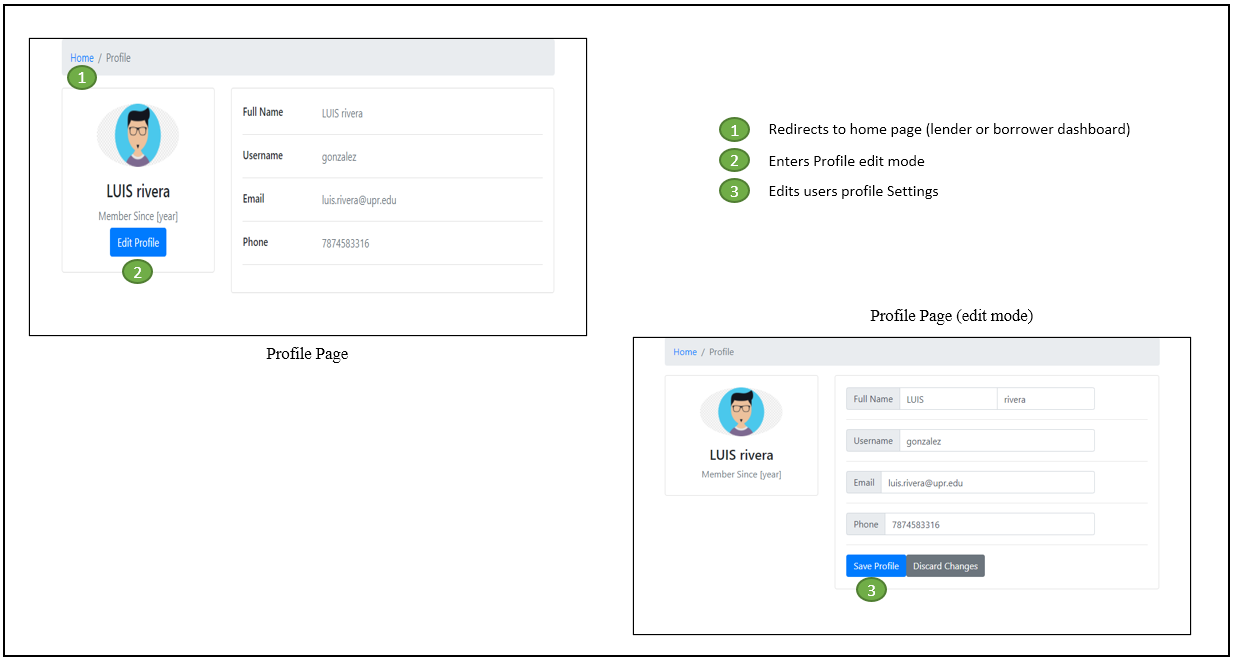 Home / Profile
1
LUIS rivera
Member Since [year]
Edit Profile
2
Full Name LUIS rivera
Username gonzalez
Email luis.rivera@upr.edu
Phone 7874583316
Profile Page
1 Redirects to home page (lender or borrower dashboard)
2 Enters Profile edit mode
3 Edits users profile Settings
Profile Page (edit mode)
Home / Profile
LUIS rivera
Member Since [year]
Full Name LUIS rivera
Username gonzalez
Email luis.rivera@upr.edu
Phone 7874583316
Save Profile Discard Changes
3